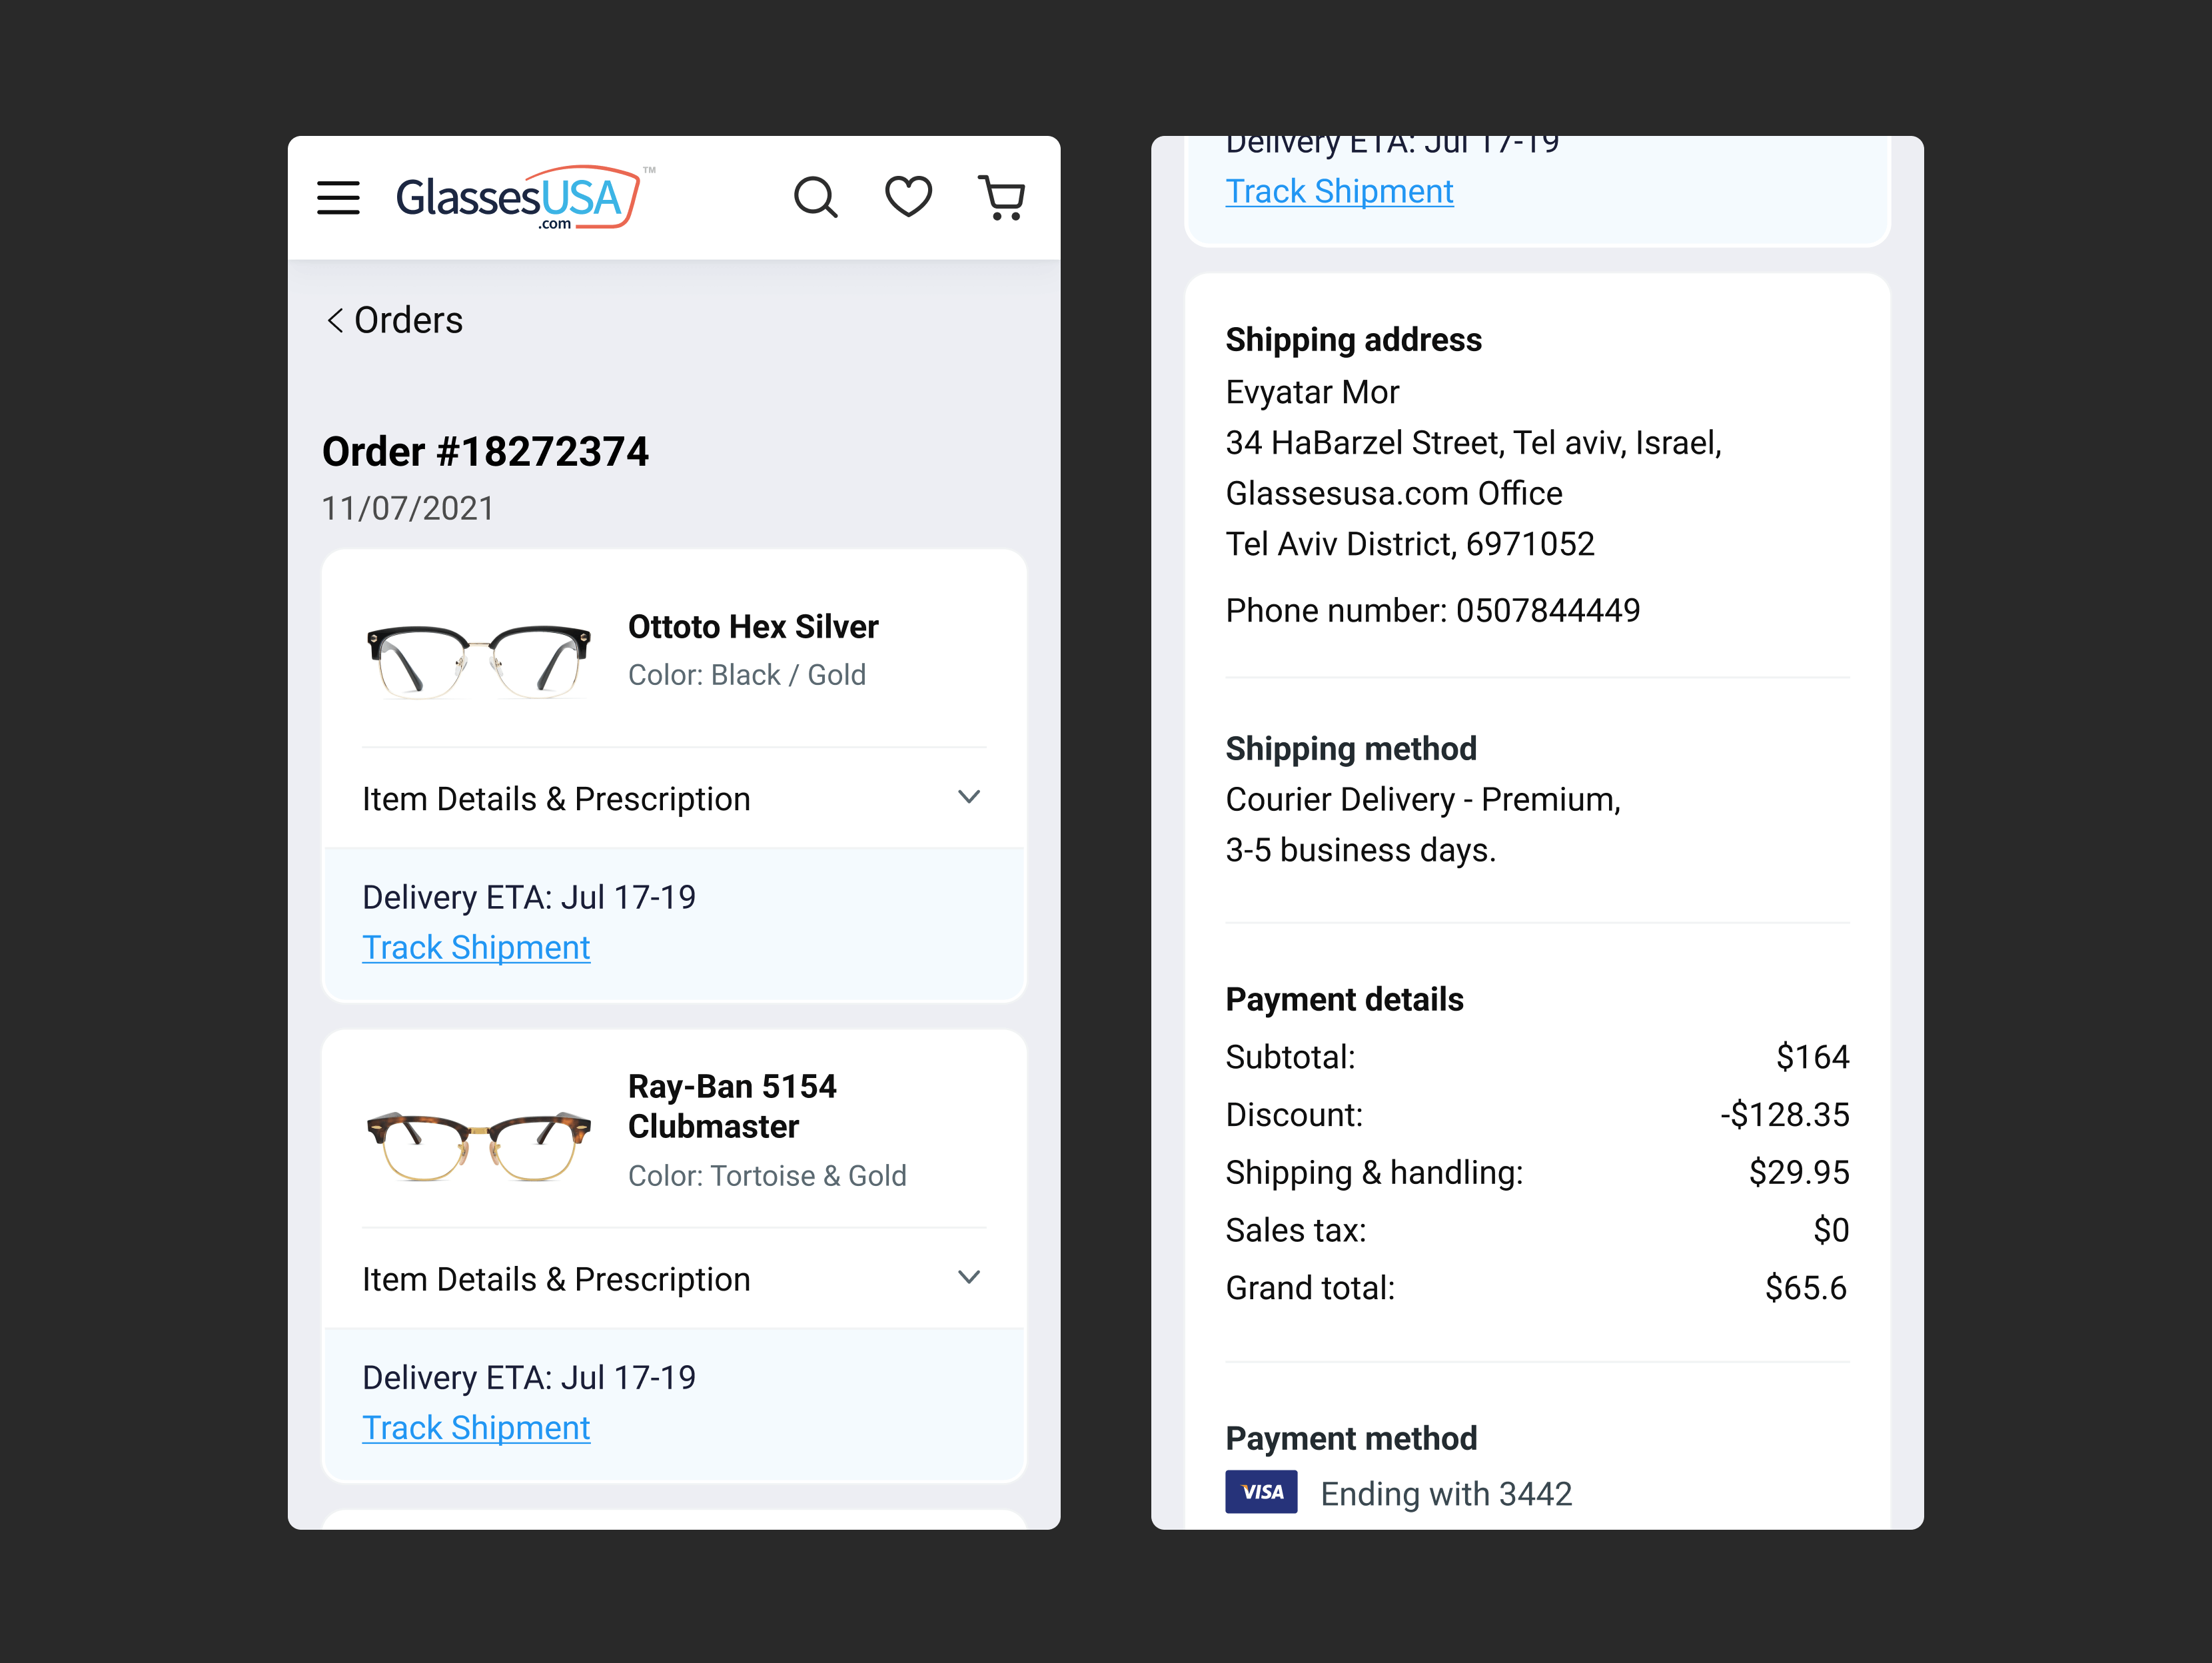 GlassesUSA TM
.com
Orders
Order #18272374
11/07/2021
Ottoto Hex Silver
Color: Black / Gold
Item Details & Prescription
Delivery ETA: Jul 17-19
Track Shipment
Ray-Ban 5154
Clubmaster
Color: Tortoise & Gold
Item Details & Prescription
Delivery ETA: Jul 17-19
Track Shipment
Delivery ETA: Jul 17-19
Track Shipment
Shipping address
Evyatar Mor
34 HaBarzel Street, Tel aviv, Israel,
Glassesusa.com Office
Tel Aviv District, 6971052
Phone number: 0507844449
Shipping method
Courier Delivery - Premium,
3-5 business days.
Payment details
Subtotal: $164
Discount: -$128.35
Shipping & handling: $29.95
Sales tax: $0
Grand total: $65.6
Payment method
VISA Ending with 3442